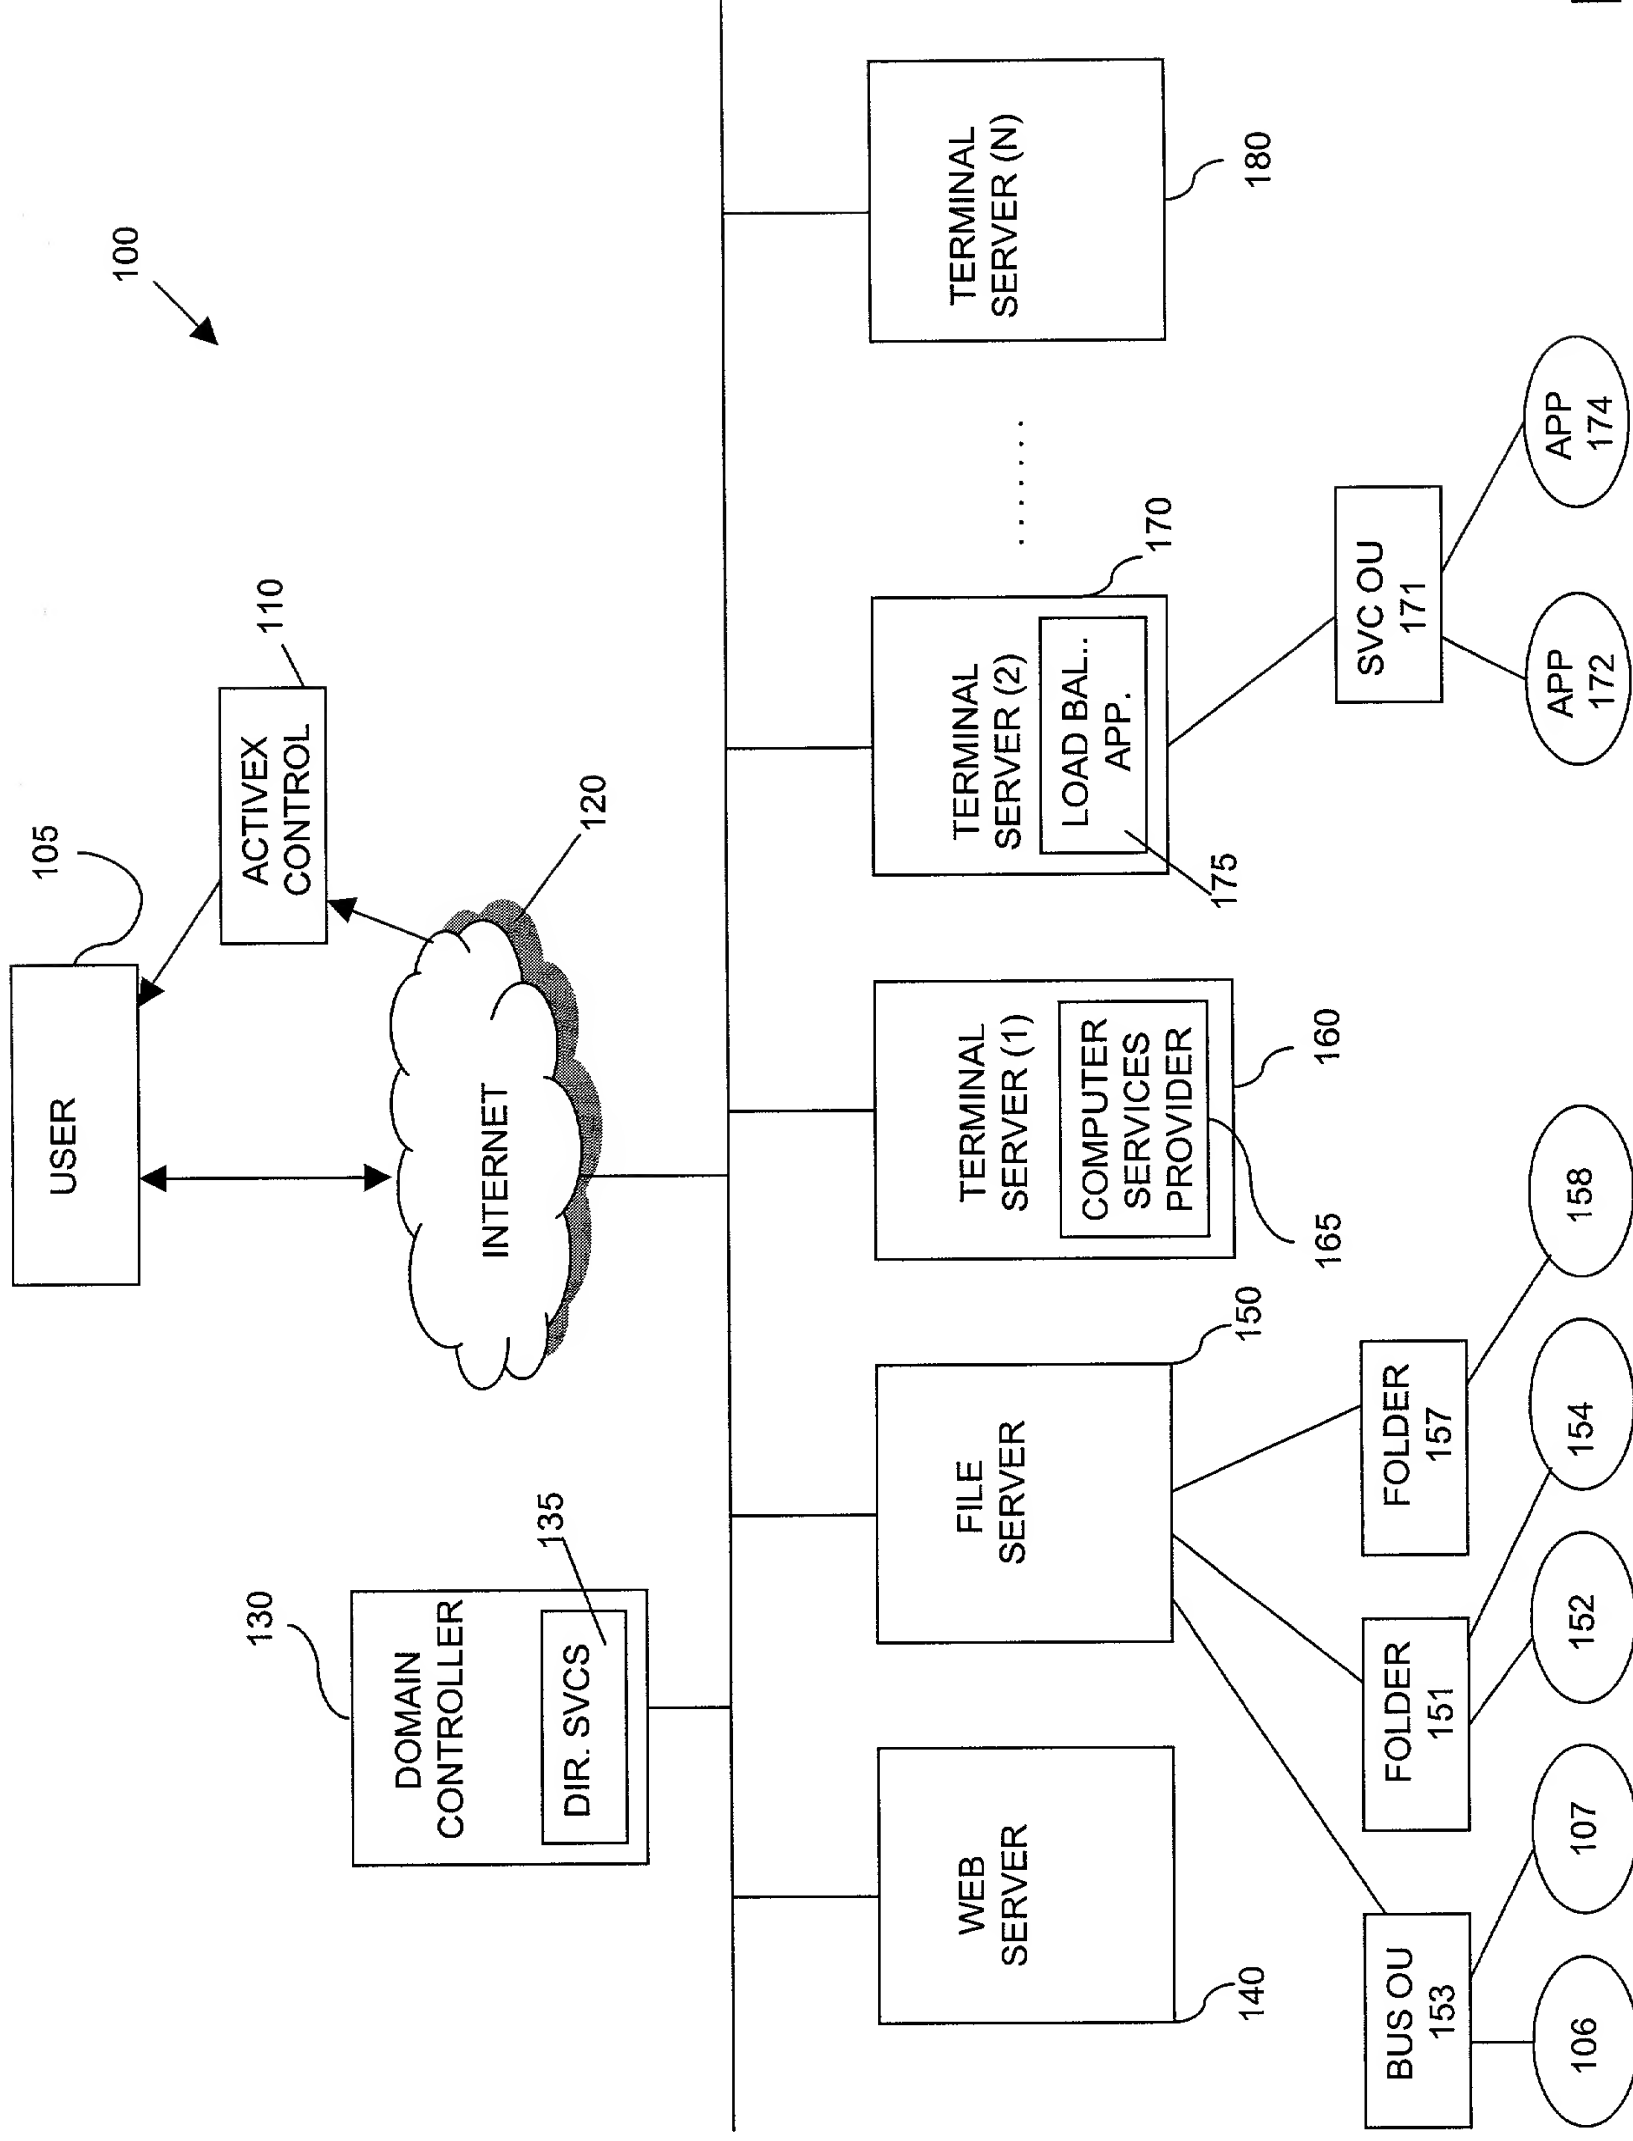 100
USER
105
ACTIVEX
CONTROL
110
INTERNET
120
DOMAIN
CONTROLLER
DIR. SVCS
130
135
WEB
SERVER
140
FILE
SERVER
150
TERMINAL
SERVER (1)
COMPUTER
SERVICES
PROVIDER
165
160
TERMINAL
SERVER (2)
LOAD BAL..
APP.
175
170
.......
TERMINAL
SERVER (N)
180
BUS OU
153
FOLDER
151
FOLDER
157
SVC OU
171
106
107
152
154
158
APP
172
APP
174